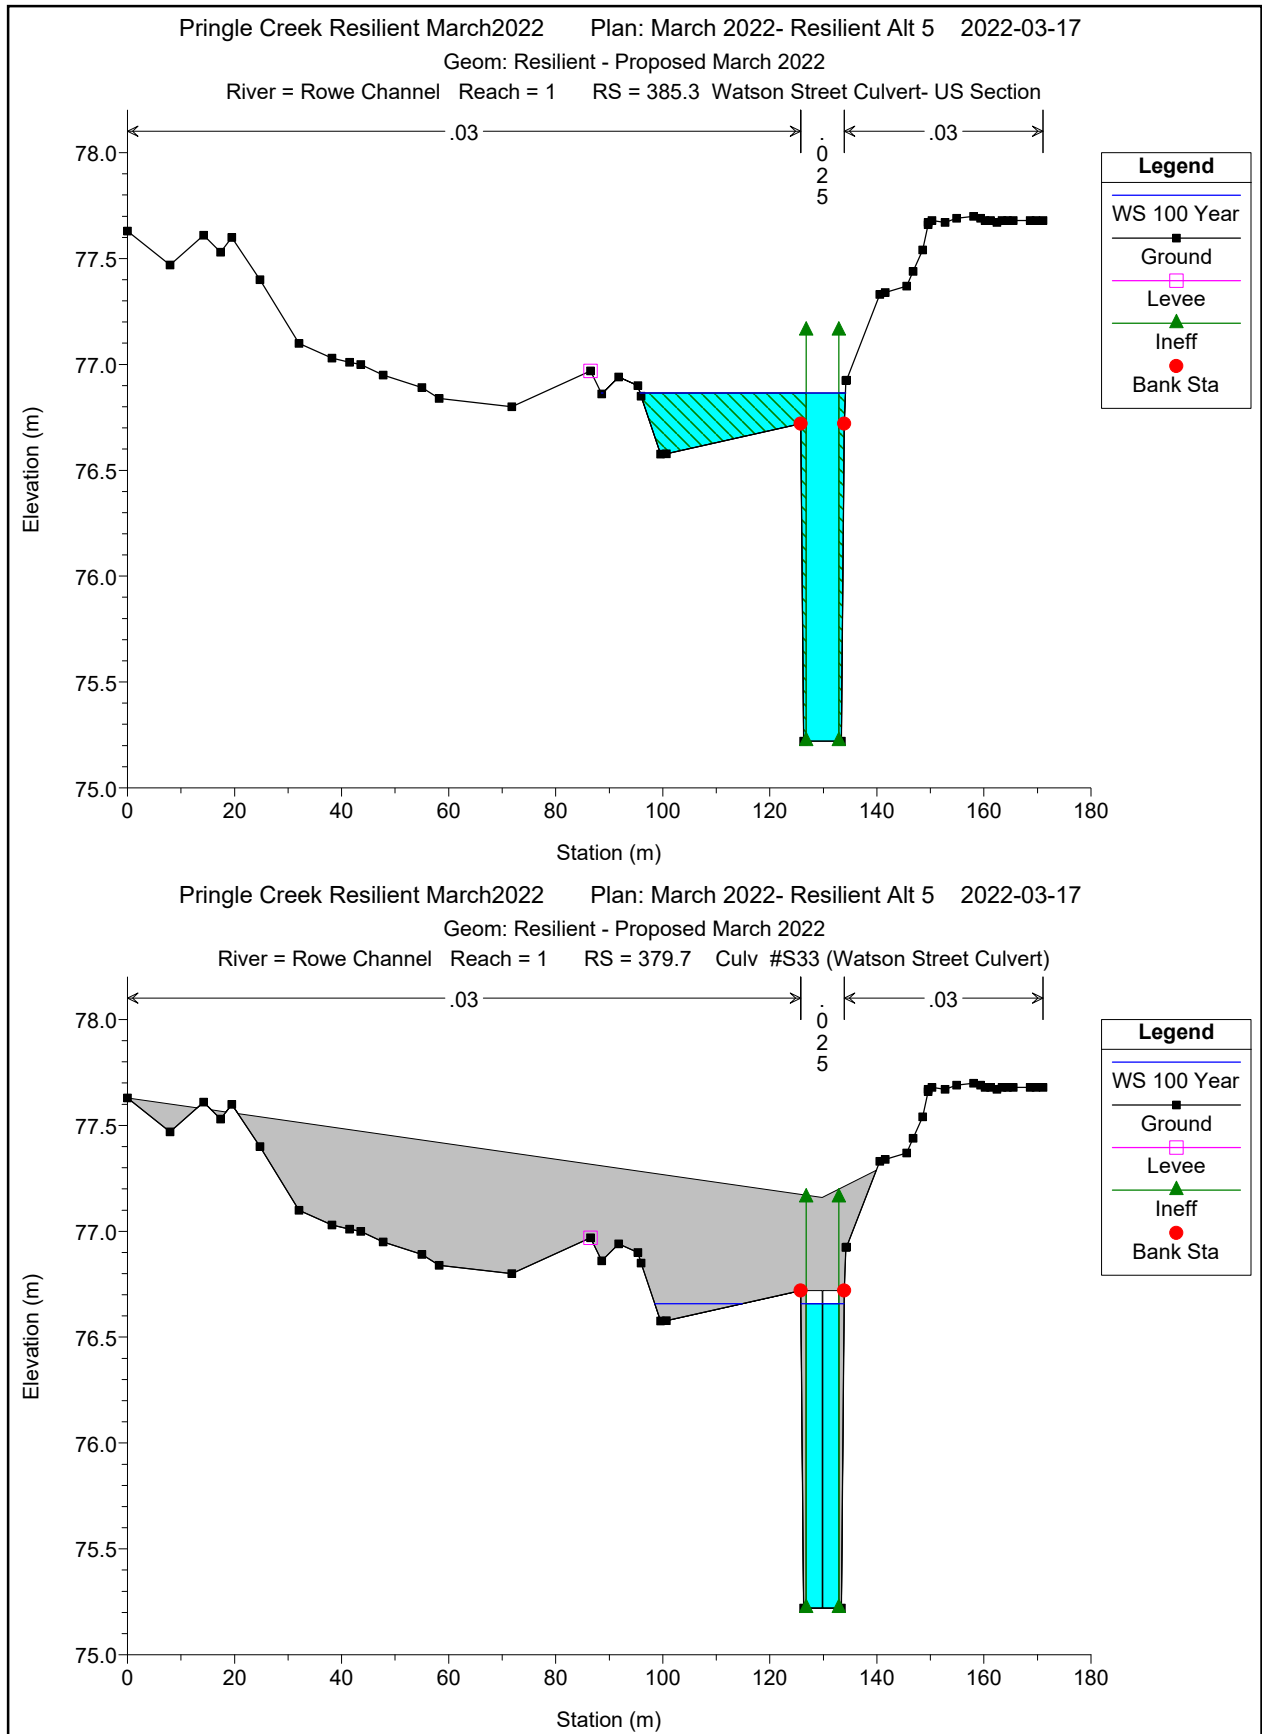 Pringle Creek Resilient March2022 Plan: March 2022- Resilient Alt 5 2022-03-17
Geom: Resilient - Proposed March 2022
River = Rowe Channel Reach = 1 RS = 385.3 Watson Street Culvert- US Section
.03
.025
.03
78.0
77.5
77.0
76.5
76.0
75.5
75.0
Elevation (m)
0 20 40 60 80 100 120 140 160 180
Station (m)
Legend
WS 100 Year
Ground
Levee
Ineff
Bank Sta
Pringle Creek Resilient March2022 Plan: March 2022- Resilient Alt 5 2022-03-17
Geom: Resilient - Proposed March 2022
River = Rowe Channel Reach = 1 RS = 379.7 Culv #S33 (Watson Street Culvert)
.03
.025
.03
78.0
77.5
77.0
76.5
76.0
75.5
75.0
Elevation (m)
0 20 40 60 80 100 120 140 160 180
Station (m)
Legend
WS 100 Year
Ground
Levee
Ineff
Bank Sta